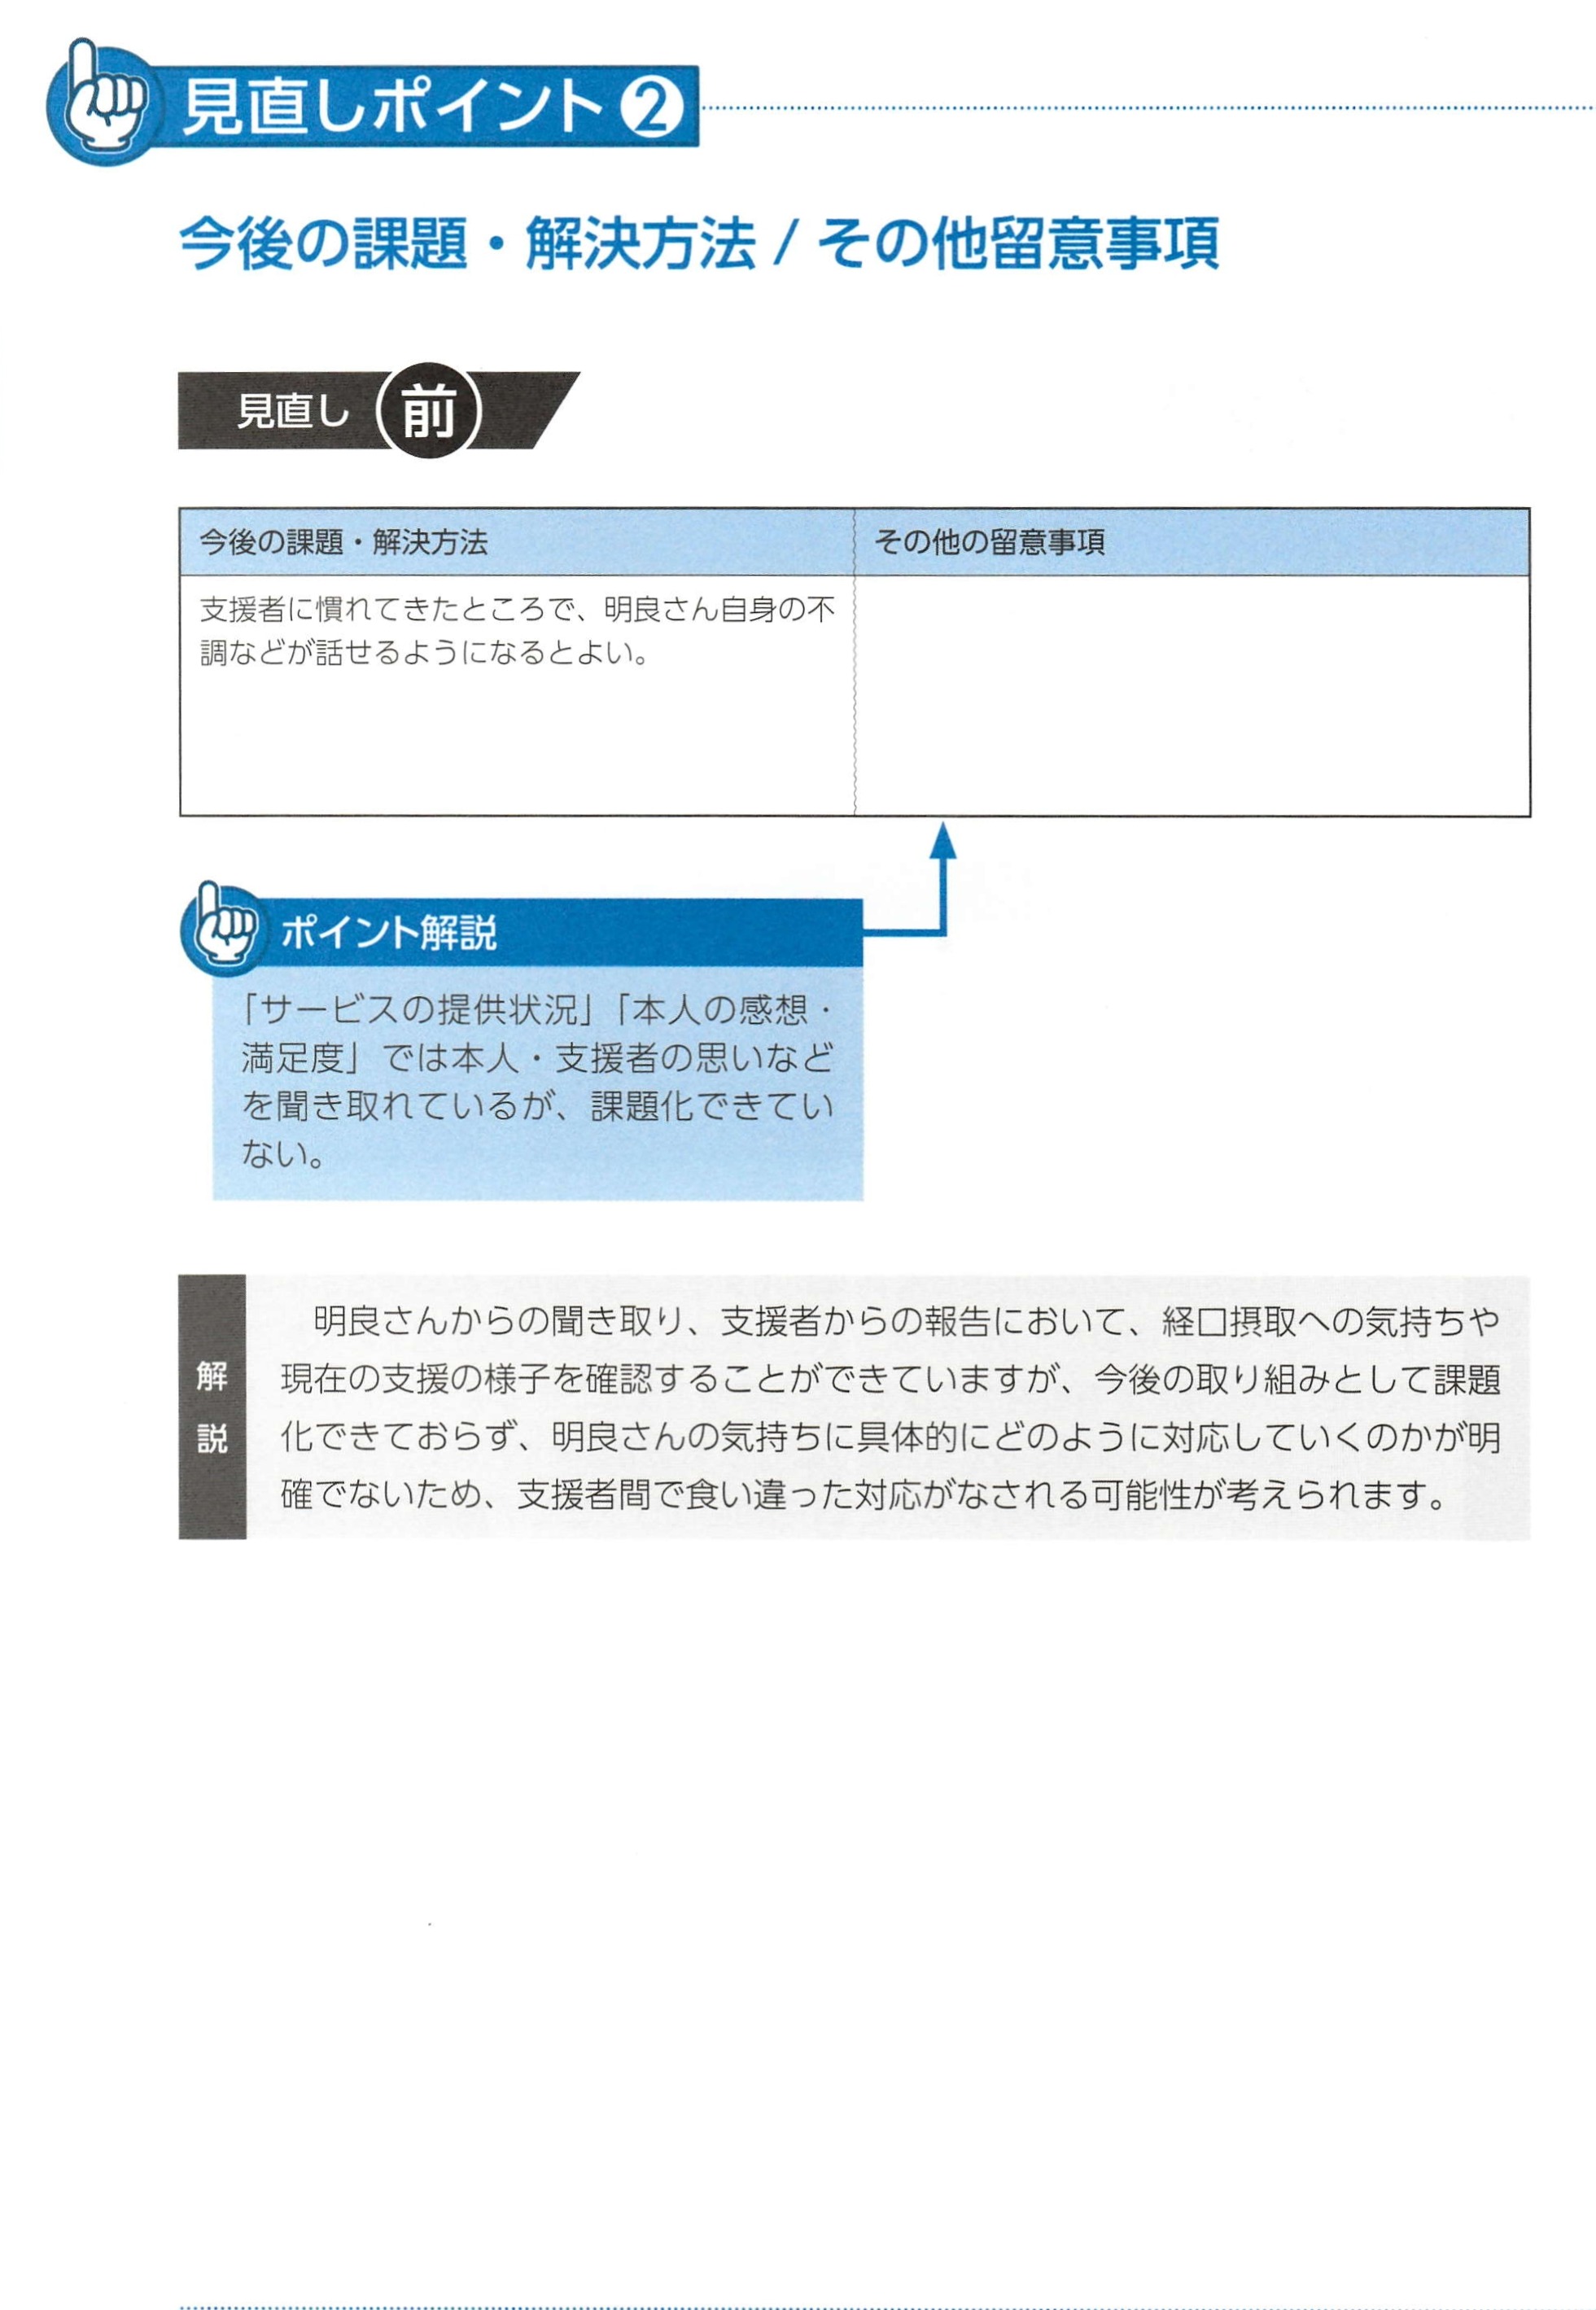 見直しポイント❷
今後の課題・解決方法 / その他留意事項
見直し 前
今後の課題・解決方法
その他の留意事項
支援者に慣れてきたところで、明良さん自身の不
調などが話せるようになるとよい。
ポイント解説
「サービスの提供状況」「本人の感想・
満足度」では本人・支援者の思いなど
を聞き取れているが、課題化できてい
ない。
解説
明良さんからの聞き取り、支援者からの報告において、経口摂取への気持ちや
現在の支援の様子を確認することができていますが、今後の取り組みとして課題
化できておらず、明良さんの気持ちに具体的にどのように対応していくのかが明
確でないため、支援者間で食い違った対応がなされる可能性が考えられます。